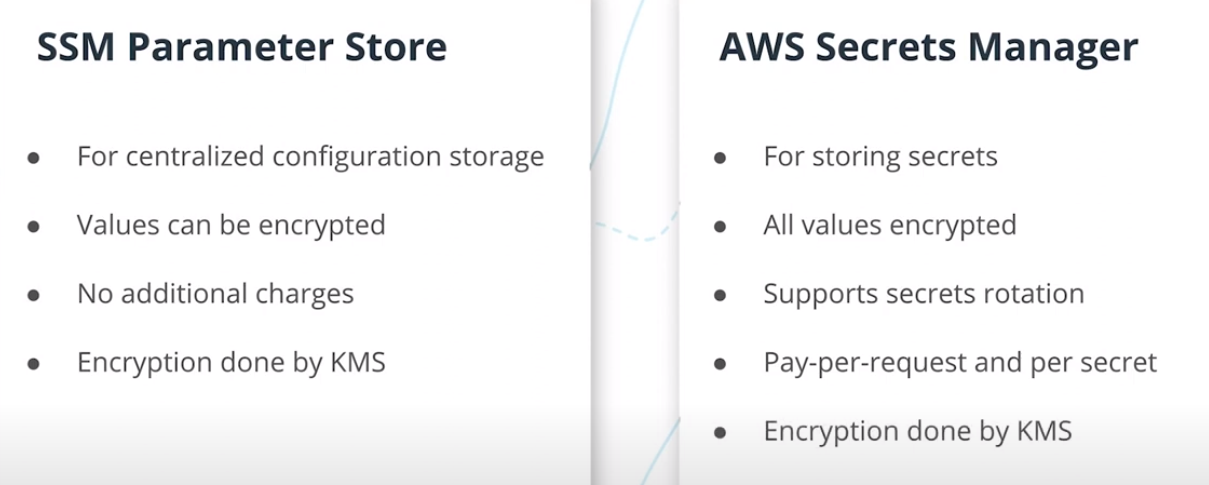 SSM Parameter Store
● For centralized configuration storage
● Values can be encrypted
● No additional charges
● Encryption done by KMS
AWS Secrets Manager
● For storing secrets
● All values encrypted
● Supports secrets rotation
● Pay-per-request and per secret
● Encryption done by KMS